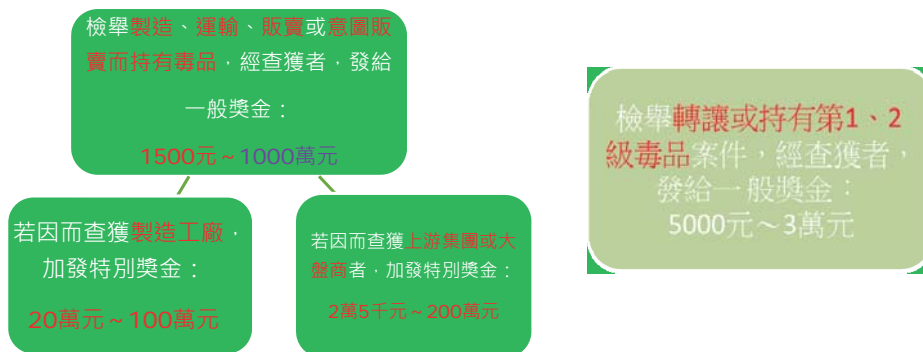 檢舉製造、運輸、販賣或意圖販
賣而持有毒品，經查獲者，發給
一般獎金：
1500元～1000萬元
若因而查獲製造工廠，
加發特別獎金：
20萬元～100萬元
若因而查獲上游集團或大
盤商者，加發特別獎金：
2萬5千元～200萬元
檢舉轉讓或持有第1、2
級毒品案件，經查獲者，
發給一般獎金：
5000元～3萬元